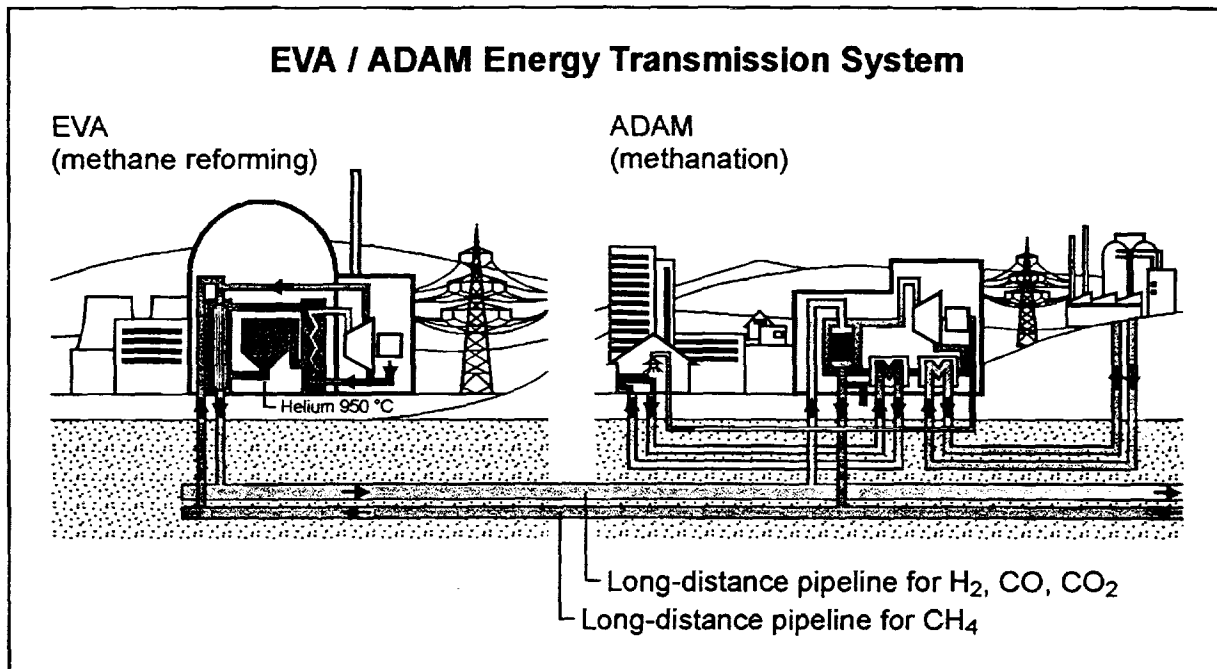 EVA / ADAM Energy Transmission System
EVA
(methane reforming)
ADAM
(methanation)
Helium 950 °C
Long-distance pipeline for H₂, CO, CO₂
Long-distance pipeline for CH₄